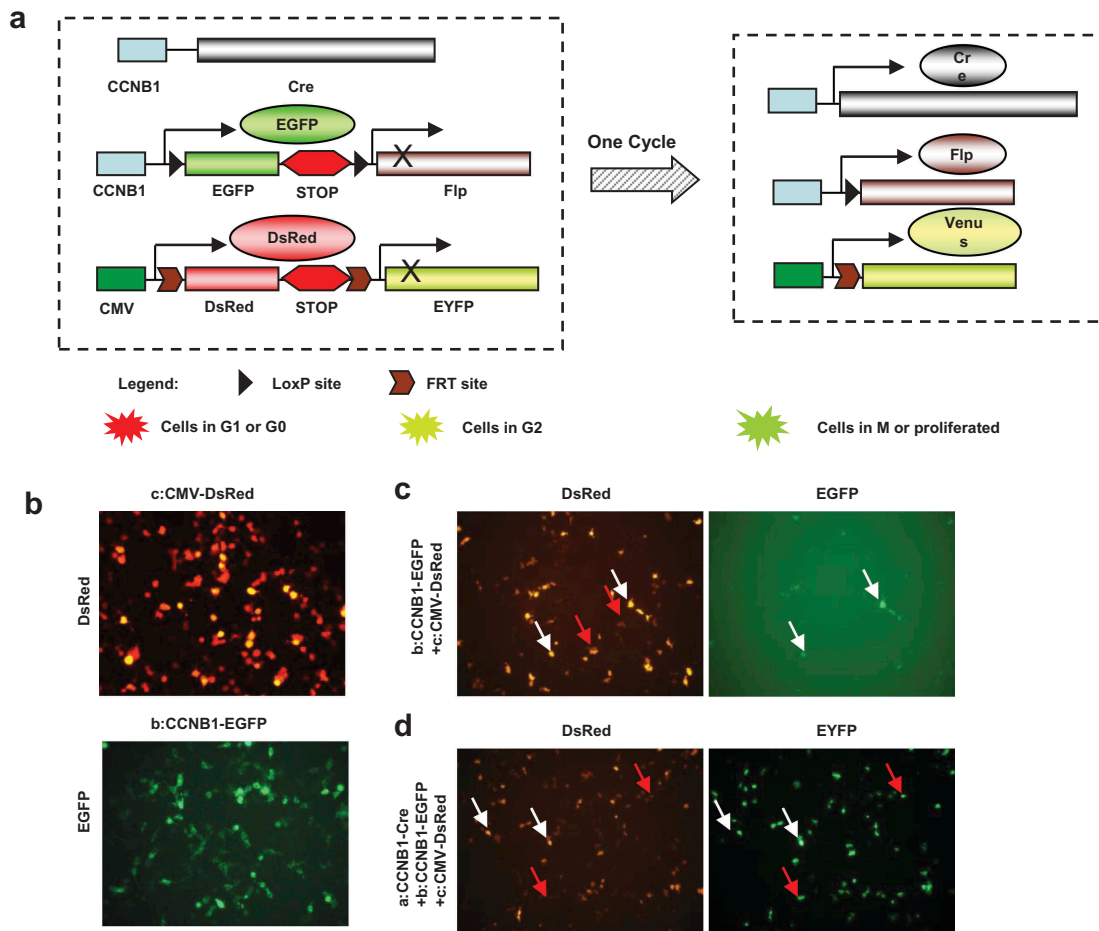 a
CCNB1
Cre
EGFP
CCNB1
EGFP
STOP
X
Flp
DsRed
CMV
DsRed
STOP
X
EYFP
One Cycle
Cr
e
Flp
Venu
s
Legend:
LoxP site
FRT site
Cells in G1 or G0
Cells in G2
Cells in M or proliferated
b
c:CMV-DsRed
DsRed
b:CCNB1-EGFP
EGFP
c
DsRed
EGFP
b:CCNB1-EGFP
+c:CMV-DsRed
d
DsRed
EYFP
a:CCNB1-Cre
+b:CCNB1-EGFP
+c:CMV-DsRed